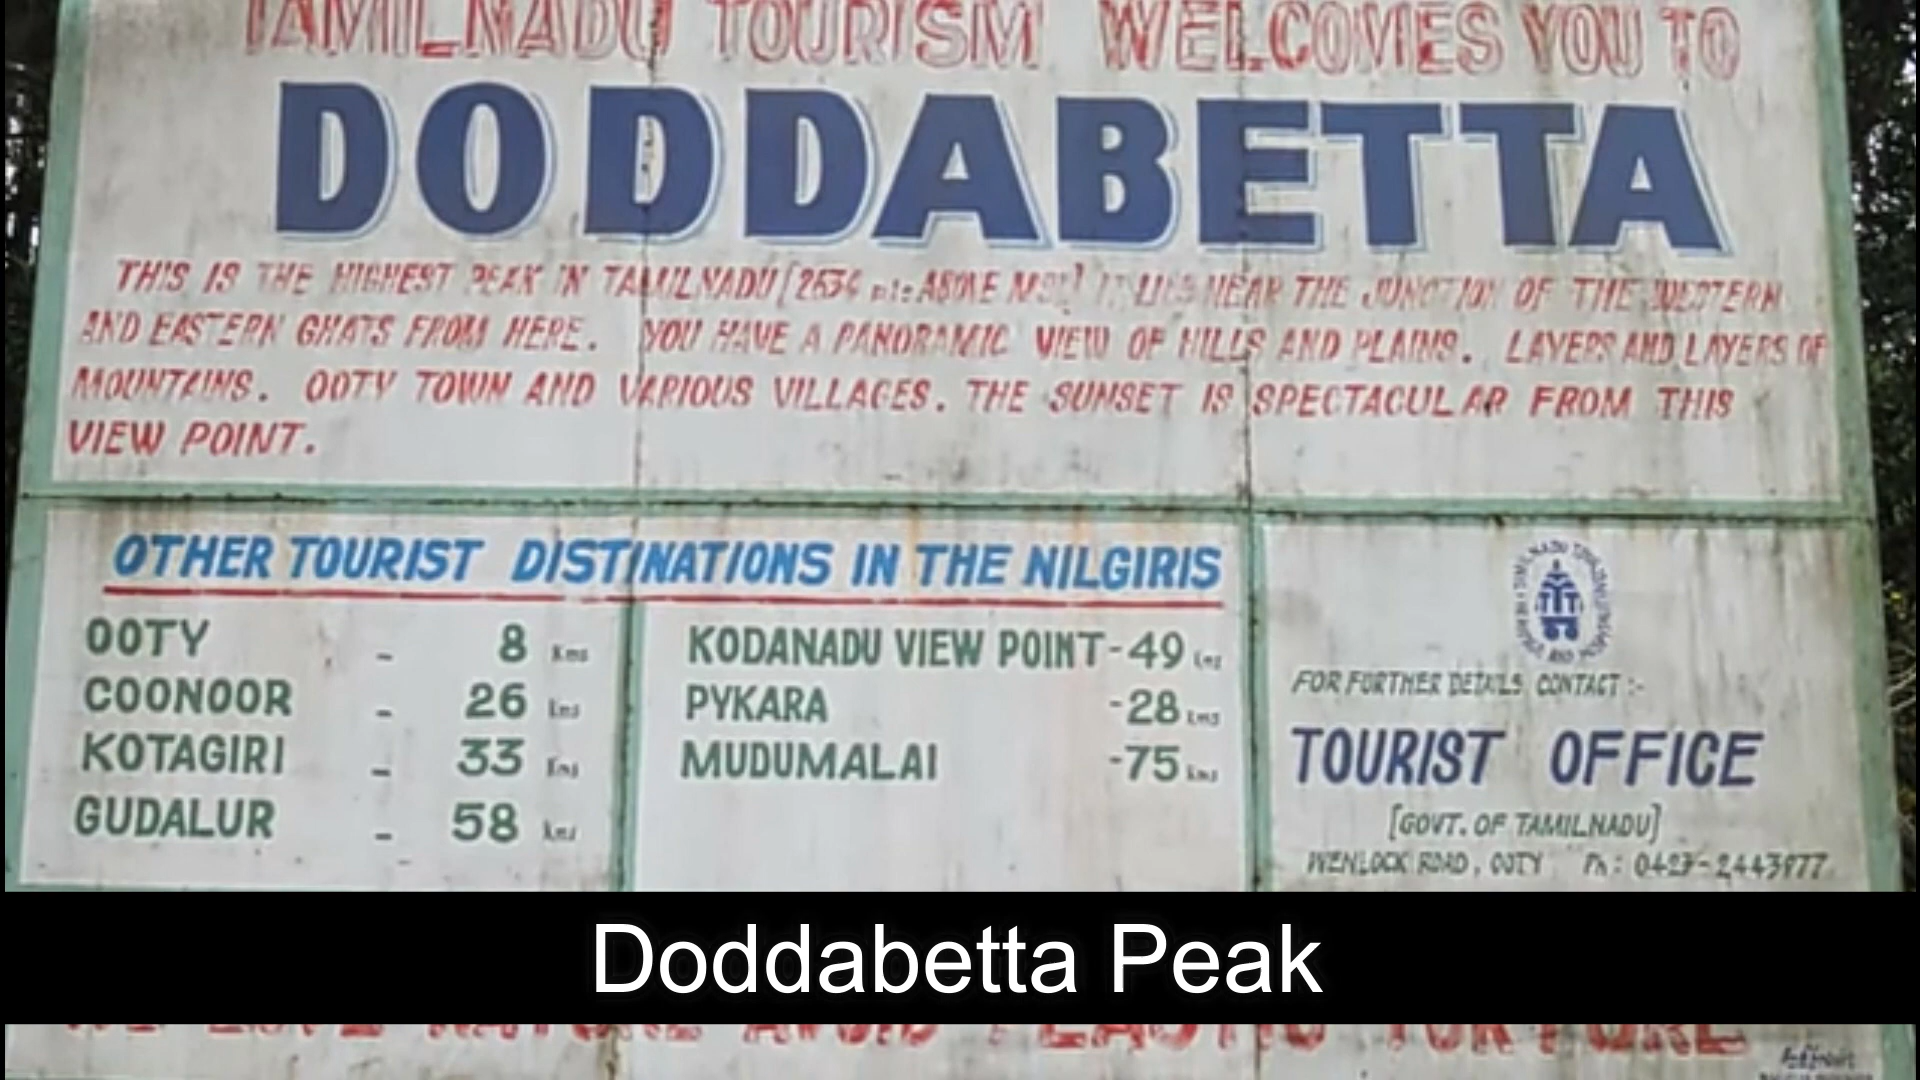 TAMILNADU TOURISM WELCOMES YOU TO
DODDABETTA
THIS IS THE HIGHEST PEAK IN TAMILNADU [2634 mts ABOVE MSL] IT LIES NEAR THE JUNCTION OF THE WESTERN
AND EASTERN GHATS FROM HERE. YOU HAVE A PANORAMIC VIEW OF HILLS AND PLAINS. LAYERS AND LAYERS OF
MOUNTAINS. OOTY TOWN AND VARIOUS VILLAGES. THE SUNSET IS SPECTACULAR FROM THIS
VIEW POINT.
OTHER TOURIST DISTINATIONS IN THE NILGIRIS
OOTY - 8 Kms
COONOOR - 26 kms
KOTAGIRI - 33 Kms
GUDALUR - 58 kms
KODANADU VIEW POINT -49 kms
PYKARA -28 kms
MUDUMALAI -75 kms
FOR FURTHER DETAILS CONTACT :-
TOURIST OFFICE
[GOVT. OF TAMILNADU]
WENLOCK ROAD, OOTY Ph: 0423-2443977
Doddabetta Peak